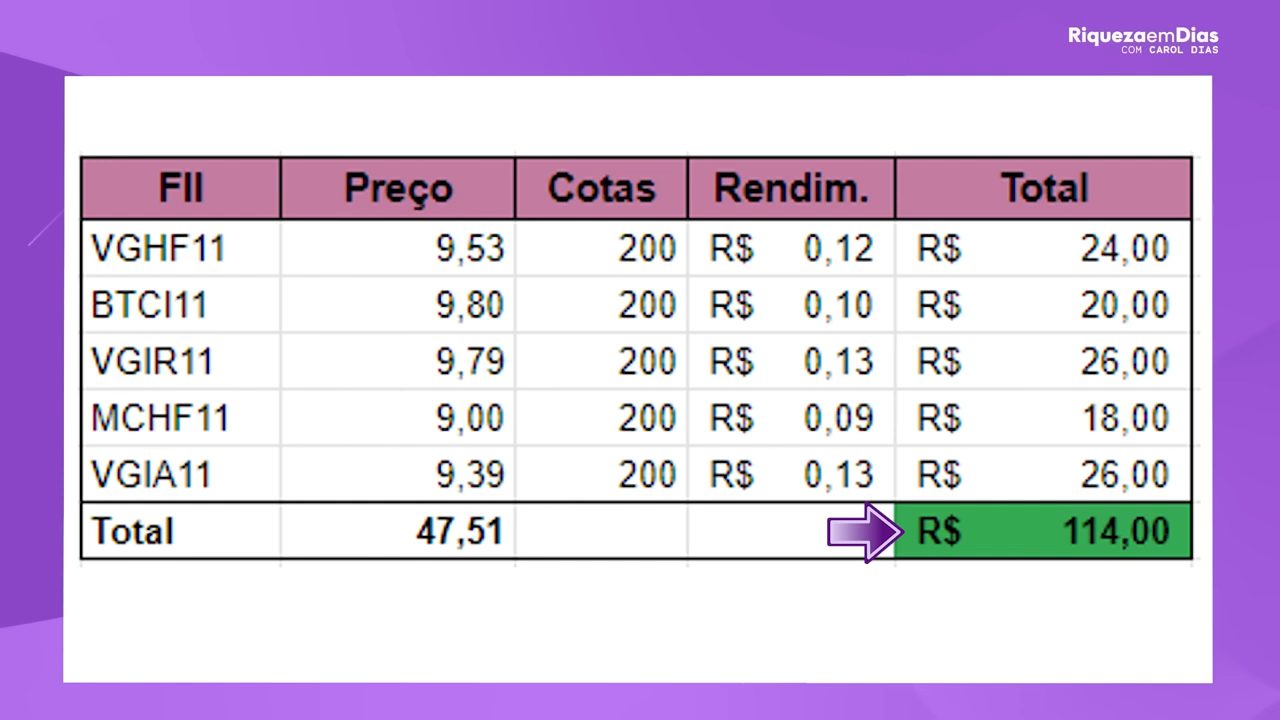 RiquezaemDias
COM CAROL DIAS
FII Preço Cotas Rendim. Total
VGHF11 9,53 200 R$ 0,12 R$ 24,00
BTCI11 9,80 200 R$ 0,10 R$ 20,00
VGIR11 9,79 200 R$ 0,13 R$ 26,00
MCHF11 9,00 200 R$ 0,09 R$ 18,00
VGIA11 9,39 200 R$ 0,13 R$ 26,00
Total 47,51 R$ 114,00